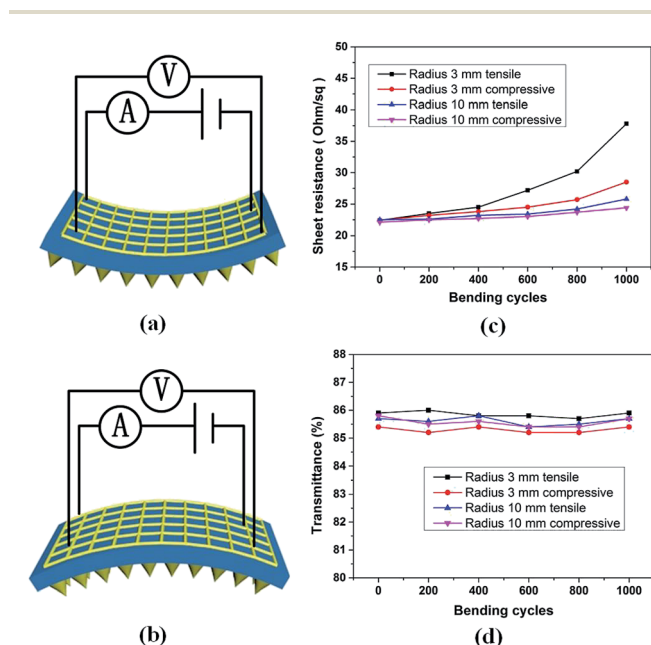 V
A
(a)
50
45
40
35
30
25
20
15
Sheet resistance ( Ohm/sq )
Radius 3 mm tensile
Radius 3 mm compressive
Radius 10 mm tensile
Radius 10 mm compressive
0 200 400 600 800 1000
Bending cycles
(c)
V
A
(b)
88
87
86
85
84
83
82
81
80
Transmittance (%)
Radius 3 mm tensile
Radius 3 mm compressive
Radius 10 mm tensile
Radius 10 mm compressive
0 200 400 600 800 1000
Bending cycles
(d)